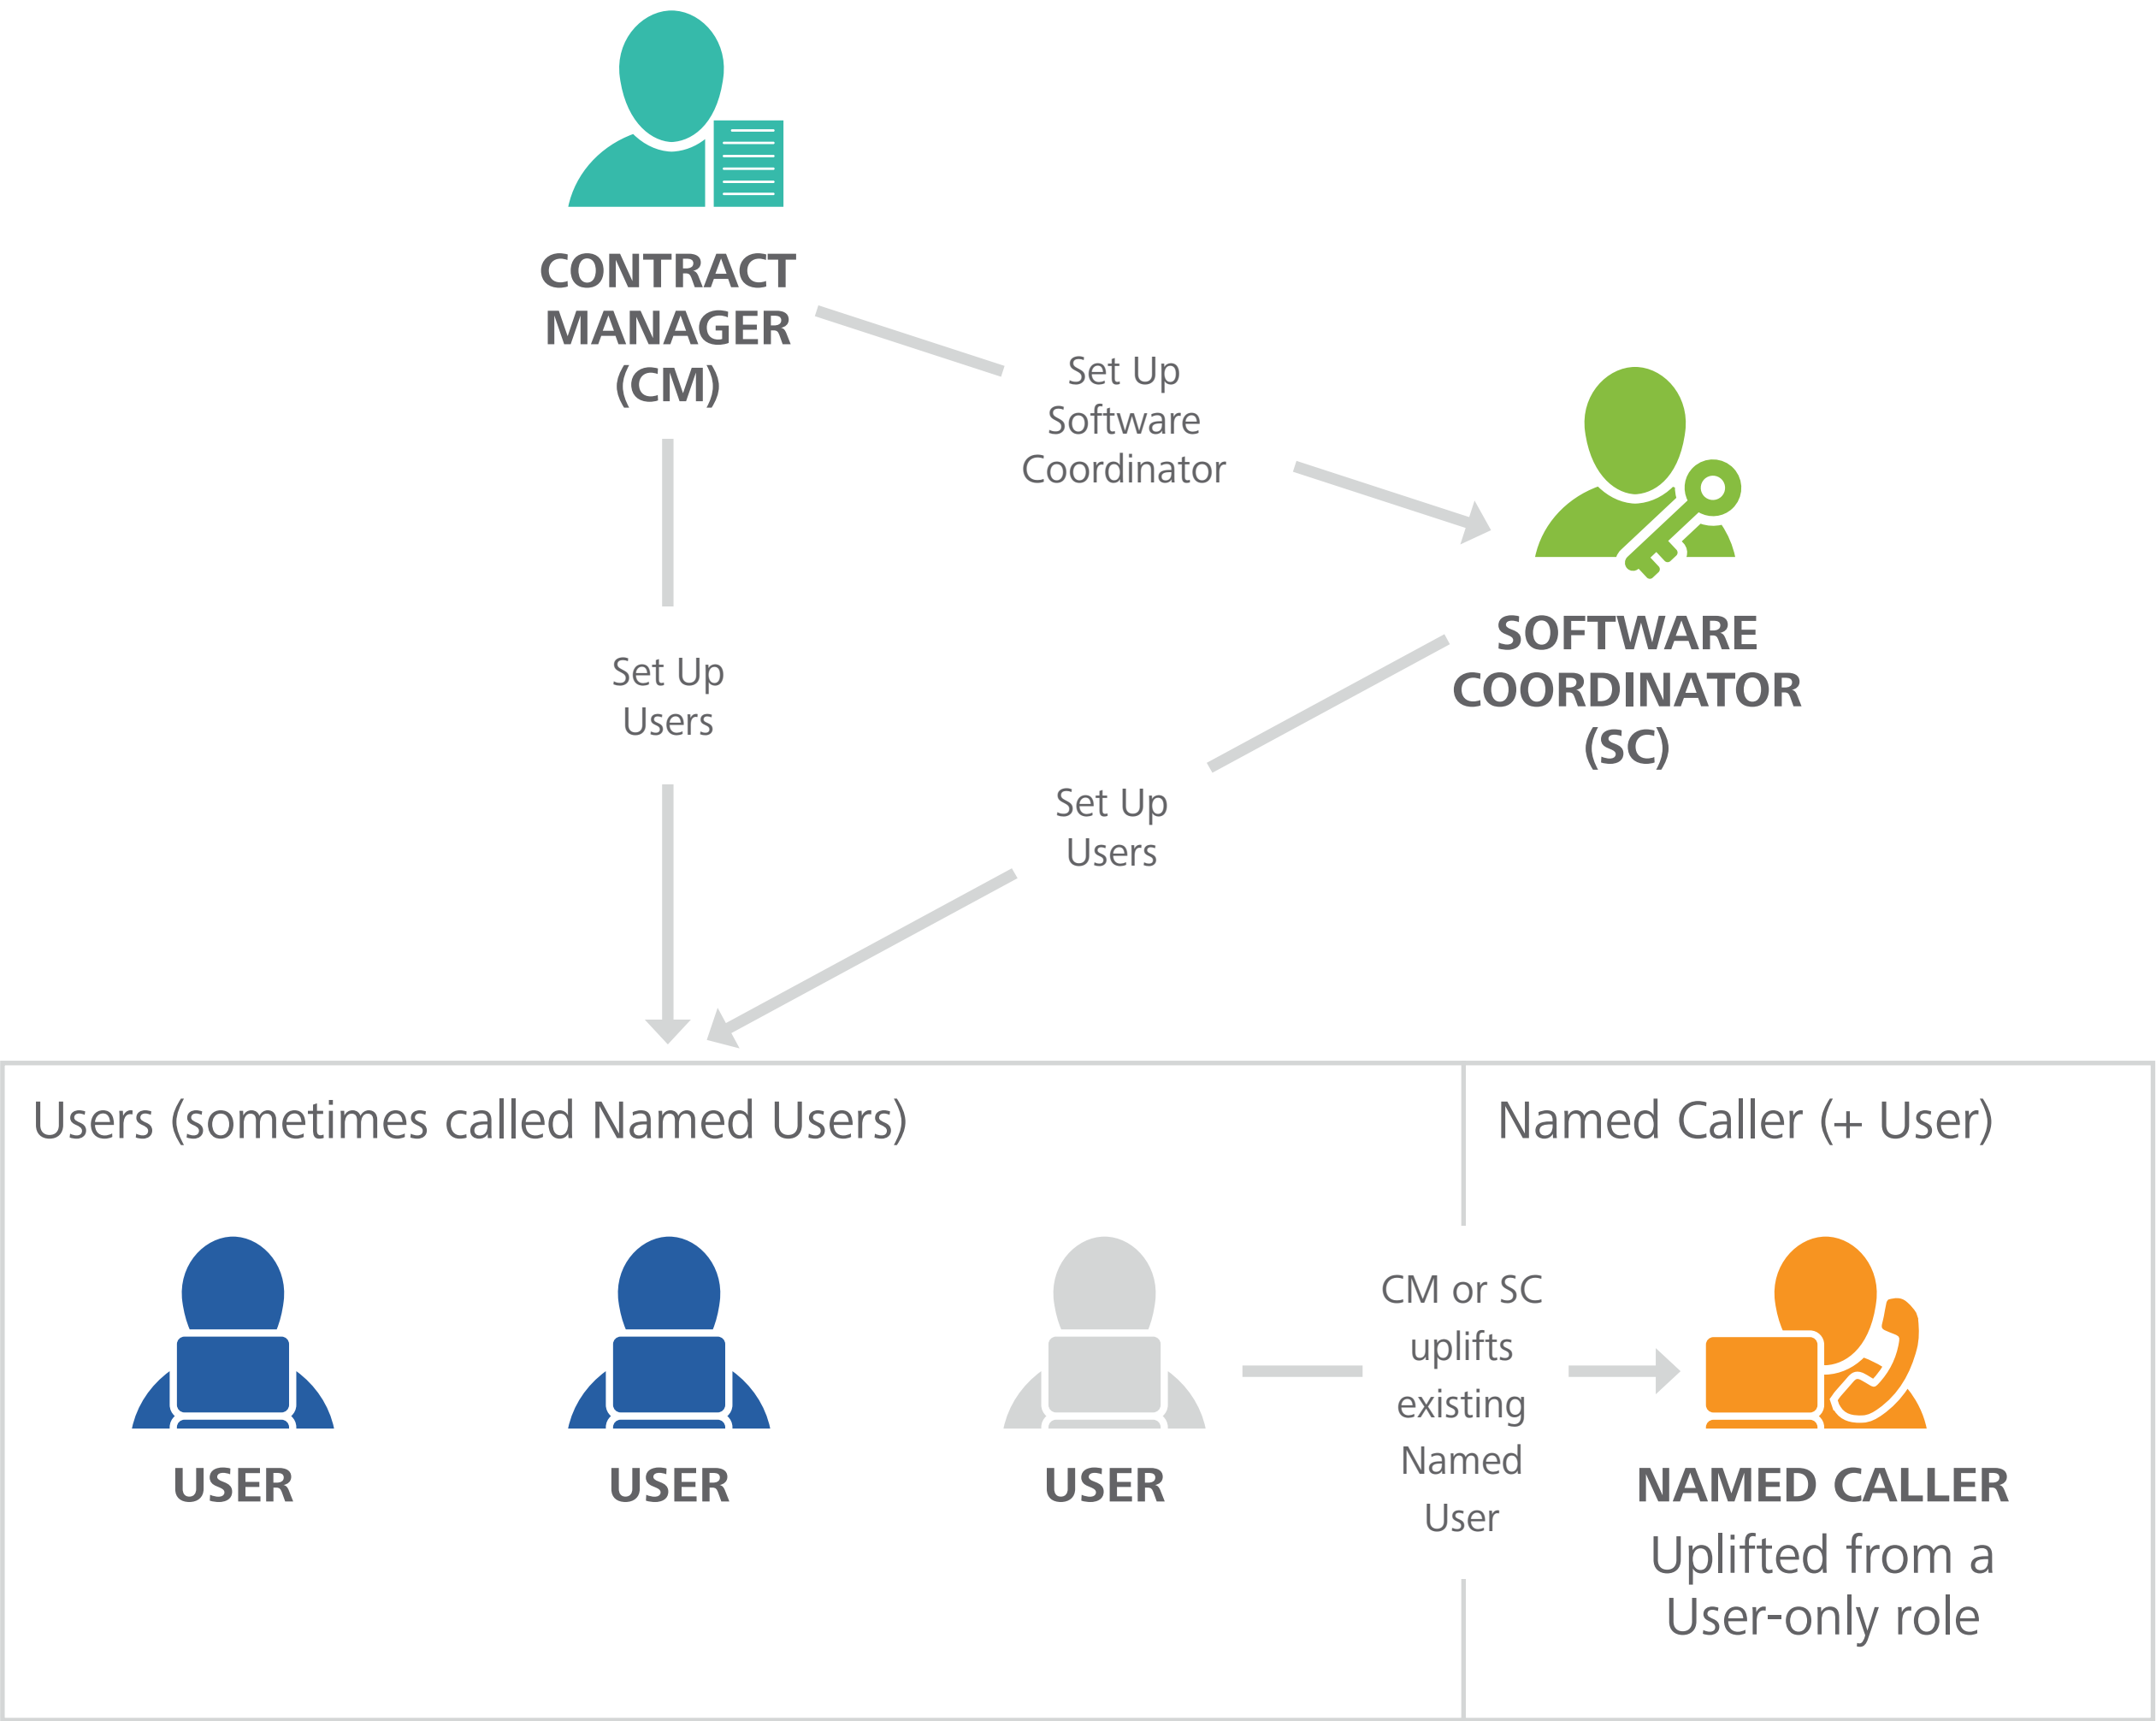 CONTRACT
MANAGER
(CM)
Set Up
Software
Coordinator
SOFTWARE
COORDINATOR
(SC)
Set Up
Users
Set Up
Users
Users (sometimes called Named Users)
Named Caller (+ User)
USER
USER
USER
CM or SC
uplifts
existing
Named
User
NAMED CALLER
Uplifted from a
User-only role